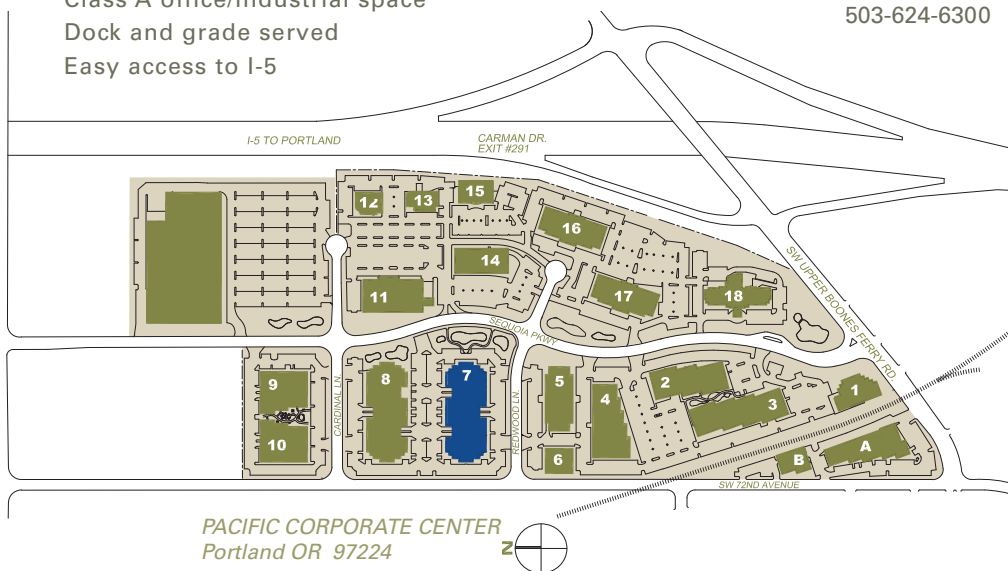 Class A office/industrial space
Dock and grade served
Easy access to I-5
503-624-6300
I-5 TO PORTLAND
CARMAN DR.
EXIT #291
12
13
15
16
14
11
17
18
SW UPPER BOONES FERRY RD.
SEQUOIA PKWY
9
10
CARDINAL LN.
8
7
REDWOOD LN.
5
6
4
2
3
1
A
B
SW 72ND AVENUE
PACIFIC CORPORATE CENTER
Portland OR 97224
N